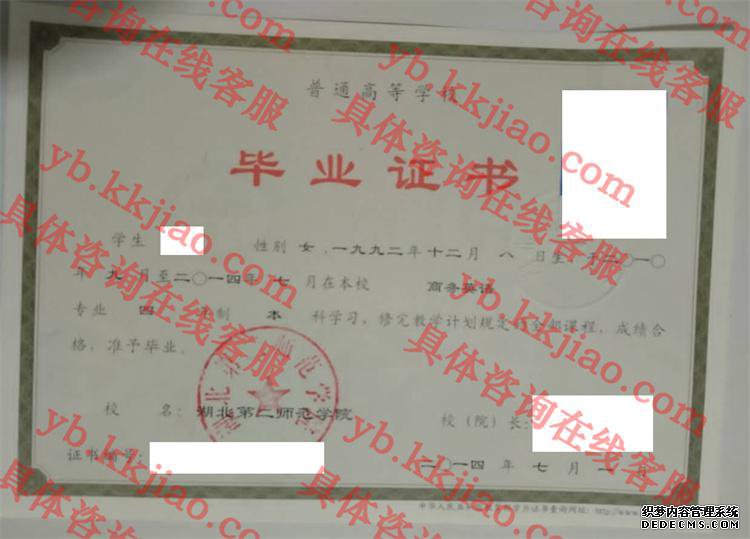 普通高等学校
毕业证书
学生 性别 女，一九九二年十二月 八 日生，于二〇一〇
年 九 月至二〇一四年 七 月在本校 商务英语
专业 四 年制 本 科学习，修完教学计划规定的全部课程，成绩合
格，准予毕业。
校 名：湖北第二师范学院
校（院）长：
证书编号：
二〇一四 年 七 月 一 日
yb.kkjiao.com
具体咨询在线客服
织梦内容管理系统
DEDECMS.COM